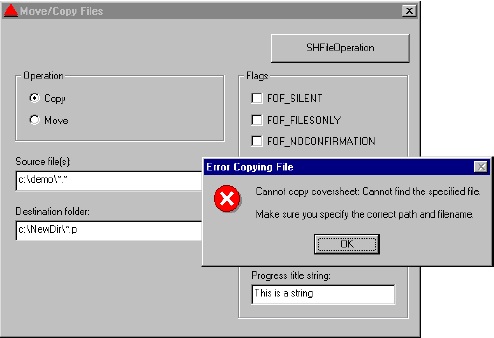 Move/Copy Files
SHFileOperation
Operation
Copy
Move
Flags
FOF_SILENT
FOF_FILESONLY
FOF_NOCONFIRMATION
Source file(s):
c:\demo\*.*
Destination folder:
c:\NewDir\*.p
Error Copying File
Cannot copy coversheet: Cannot find the specified file.
Make sure you specify the correct path and filename.
OK
Progress title string:
This is a string